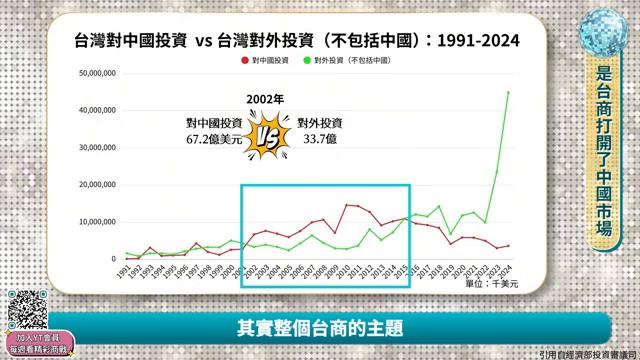 台灣對中國投資 vs 台灣對外投資（不包括中國）：1991-2024
對中國投資 對外投資（不包括中國）
50,000,000
40,000,000
30,000,000
20,000,000
10,000,000
0
2002年
對中國投資
67.2億美元
VS
對外投資
33.7億
1991 1992 1993 1994 1995 1996 1997 1998 1999 2000 2001 2002 2003 2004 2005 2006 2007 2008 2009 2010 2011 2012 2013 2014 2015 2016 2017 2018 2019 2020 2021 2022 2023 2024
單位：千美元
是台商打開了中國市場
加入YT會員
每週看精彩商戰
其實整個台商的主題
引用自經濟部投資審議司